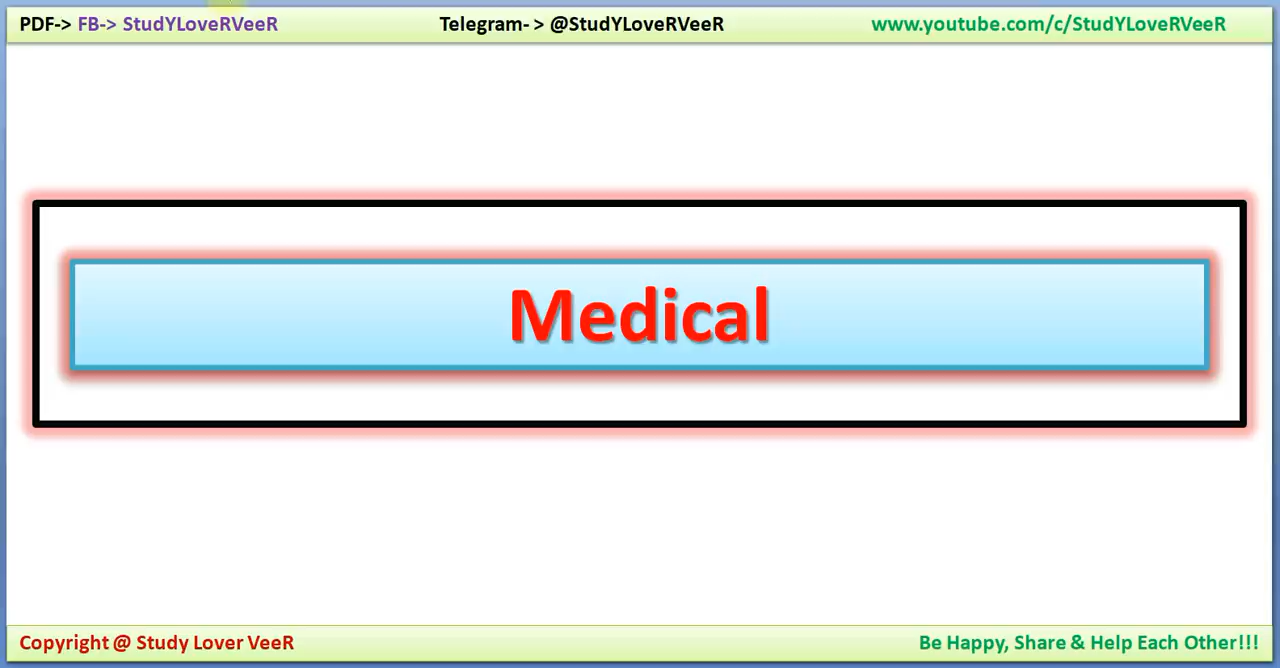 PDF-> FB-> StudYLoveRVeeR Telegram- > @StudYLoveRVeeR www.youtube.com/c/StudYLoveRVeeR
Medical
Copyright @ Study Lover VeeR Be Happy, Share & Help Each Other!!!